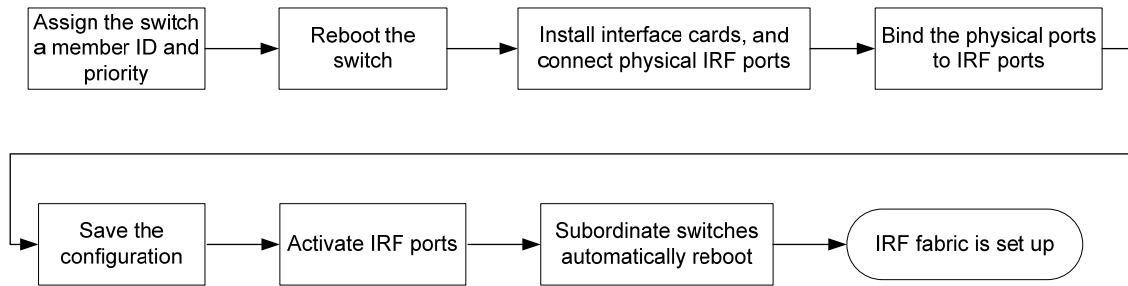 Assign the switch
a member ID and
priority
Reboot the
switch
Install interface cards, and
connect physical IRF ports
Bind the physical ports
to IRF ports
Save the
configuration
Activate IRF ports
Subordinate switches
automatically reboot
IRF fabric is set up